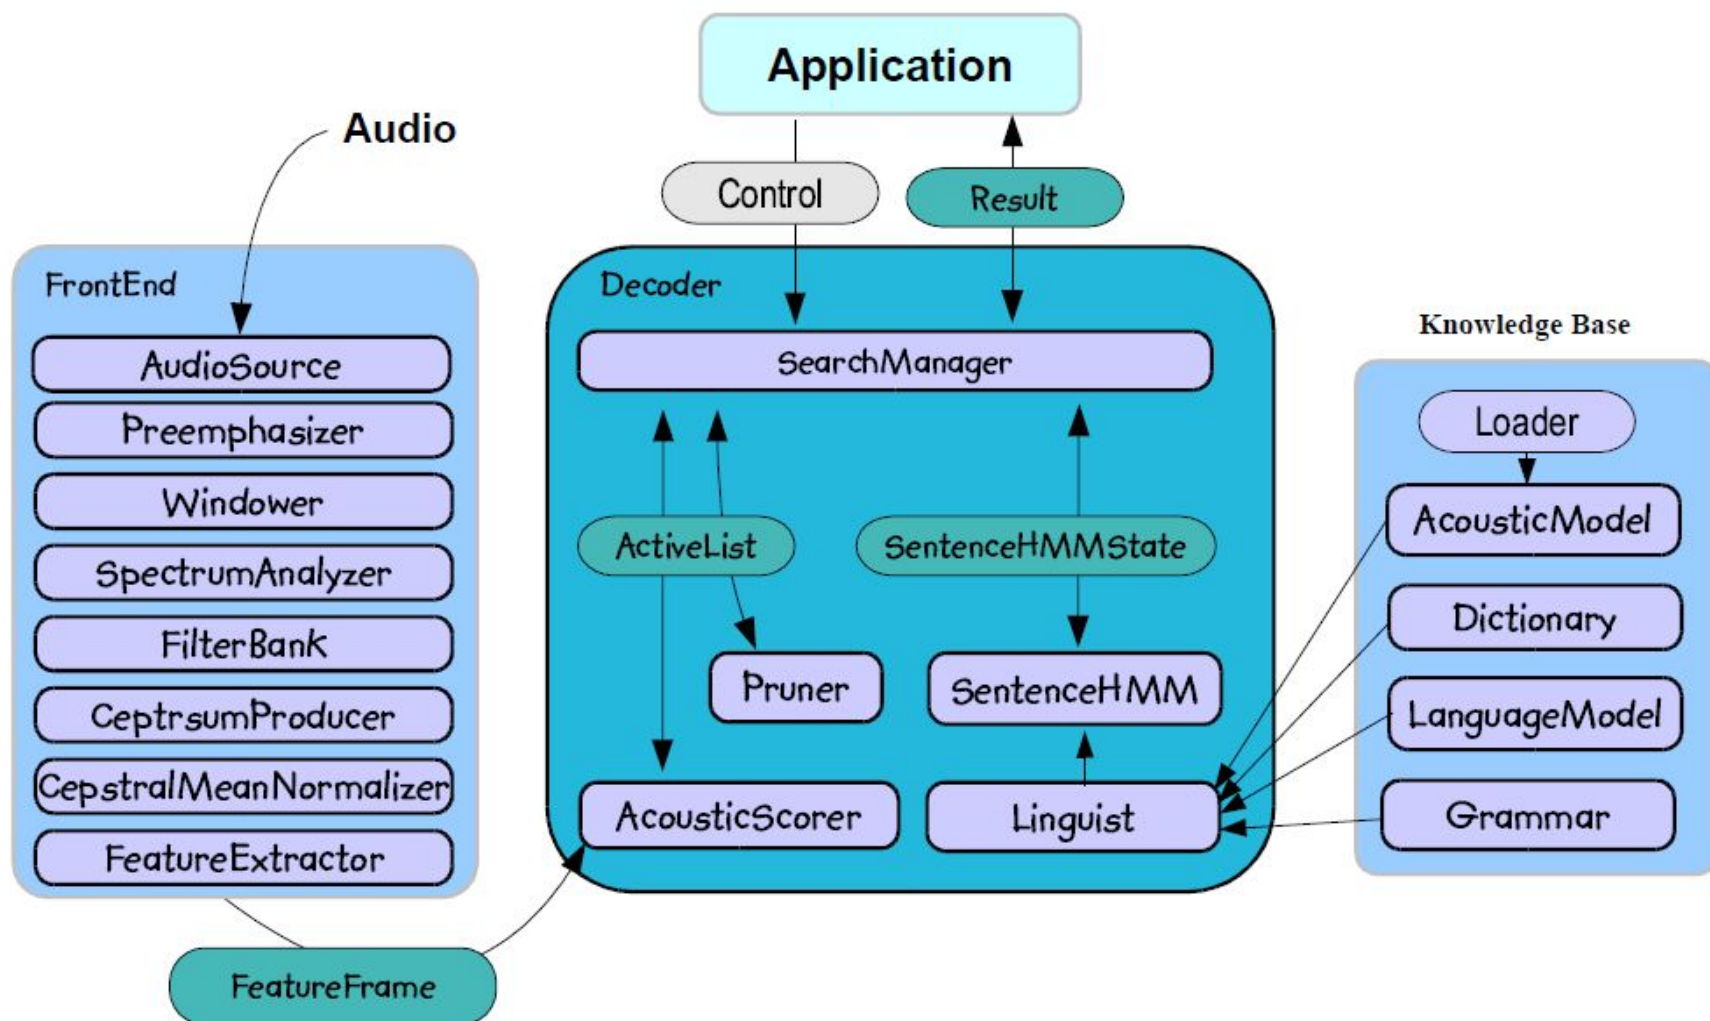 Application
Audio
Control
Result
FrontEnd
AudioSource
Preemphasizer
Windower
SpectrumAnalyzer
FilterBank
CeptrsumProducer
CepstralMeanNormalizer
FeatureExtractor
FeatureFrame
Decoder
SearchManager
ActiveList
SentenceHMMState
Pruner
SentenceHMM
AcousticScorer
Linguist
Knowledge Base
Loader
AcousticModel
Dictionary
LanguageModel
Grammar